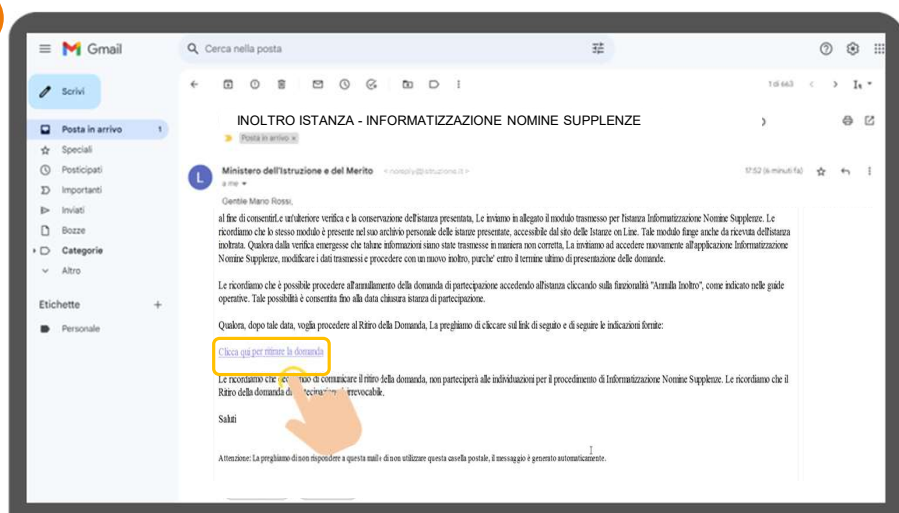 Gmail
Cerca nella posta
Scrivi
1 di 663
INOLTRO ISTANZA - INFORMATIZZAZIONE NOMINE SUPPLENZE
Posta in arrivo x
Posta in arrivo 1
Speciali
Posticipati
Importanti
Inviati
Bozze
Categorie
Altro
Etichette +
Personale
L
Ministero dell'Istruzione e del Merito <noreply@istruzione.it>
17:52 (6 minuti fa)
a me
Gentile Mario Rossi,
al fine di consentirLe un'ulteriore verifica e la conservazione dell'istanza presentata, Le inviamo in allegato il modulo trasmesso per l'istanza Informatizzazione Nomine Supplenze. Le
ricordiamo che lo stesso modulo è presente nel suo archivio personale delle istanze presentate, accessibile dal sito delle Istanze on Line. Tale modulo funge anche da ricevuta dell'istanza
inoltrata. Qualora dalla verifica emergesse che talune informazioni siano state trasmesse in maniera non corretta, La invitiamo ad accedere nuovamente all'applicazione Informatizzazione
Nomine Supplenze, modificare i dati trasmessi e procedere con un nuovo inoltro, purche' entro il termine ultimo di presentazione delle domande.
Le ricordiamo che è possibile procedere all'annullamento della domanda di partecipazione accedendo all'istanza cliccando sulla funzionalità "Annulla Inoltro", come indicato nelle guide
operative. Tale possibilità è consentita fino alla data chiusura istanza di partecipazione.
Qualora, dopo tale data, voglia procedere al Ritiro della Domanda, La preghiamo di cliccare sul link di seguito e di seguire le indicazioni fornite:
Clicca qui per ritirare la domanda
Le ricordiamo che di comunicare il ritiro della domanda, non parteciperà alle individuazioni per il procedimento di Informatizzazione Nomine Supplenze. Le ricordiamo che il
Ritiro della domanda di irrevocabile.
Saluti
Attenzione: La preghiamo di non rispondere a questa mail e di non utilizzare questa casella postale, il messaggio è generato automaticamente.